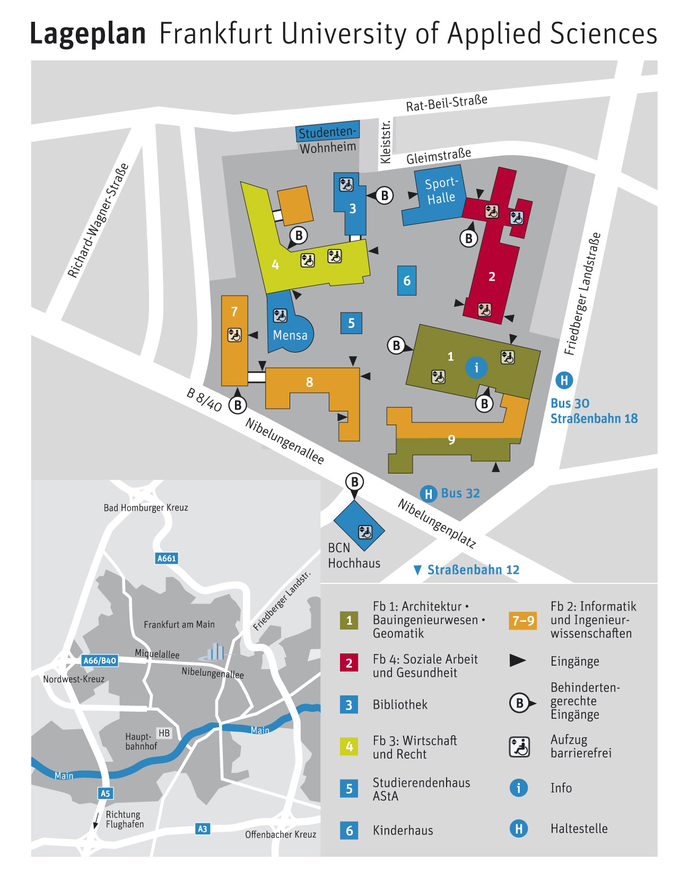 Lageplan Frankfurt University of Applied Sciences
Rat-Beil-Straße
Studenten-
Wohnheim
Kleiststr.
Gleimstraße
Richard-Wagner-Straße
Friedberger Landstraße
Sport-
Halle
3
B
B
B
4
2
6
7
Mensa
5
B
1
i
8
B
B
9
H
Bus 30
Straßenbahn 18
B 8/40
Nibelungenallee
B
H Bus 32
Nibelungenplatz
BCN
Hochhaus
Straßenbahn 12
Bad Homburger Kreuz
A661
Friedberger Landstr.
Frankfurt am Main
Miquelallee
A66/B40
Nibelungenallee
Nordwest-Kreuz
HB
Haupt-
bahnhof
Main
Main
A5
Richtung
Flughafen
A3
Offenbacher Kreuz
1
Fb 1: Architektur •
Bauingenieurwesen •
Geomatik
2
Fb 4: Soziale Arbeit
und Gesundheit
3
Bibliothek
4
Fb 3: Wirtschaft
und Recht
5
Studierendenhaus
AStA
6
Kinderhaus
7–9
Fb 2: Informatik
und Ingenieur-
wissenschaften
Eingänge
B
Behinderten-
gerechte
Eingänge
Aufzug
barrierefrei
i
Info
H
Haltestelle